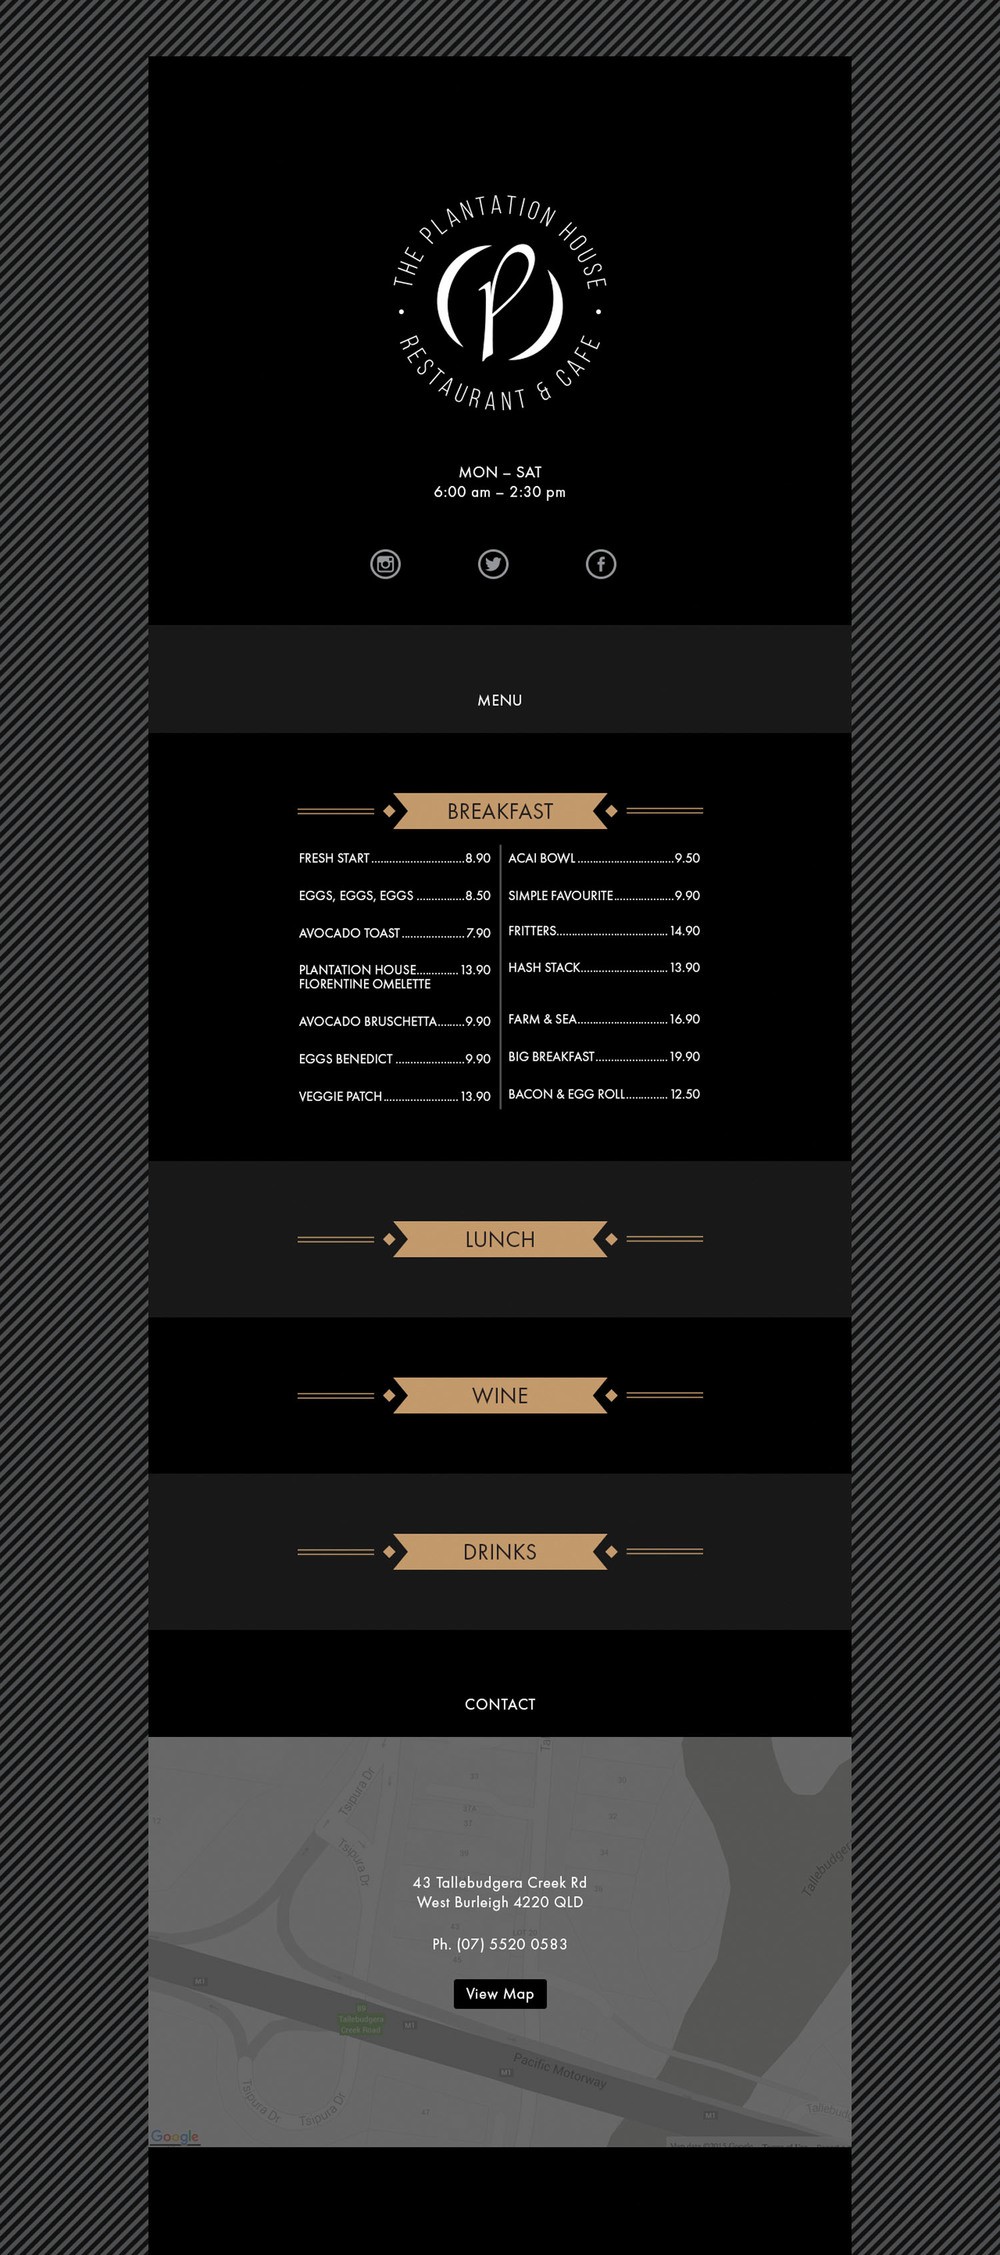 THE PLANTATION HOUSE
P
RESTAURANT & CAFE
MON – SAT
6:00 am – 2:30 pm
MENU
BREAKFAST
FRESH START..............................8.90
EGGS, EGGS, EGGS ................8.50
AVOCADO TOAST.....................7.90
PLANTATION HOUSE.............. 13.90
FLORENTINE OMELETTE
AVOCADO BRUSCHETTA.........9.90
EGGS BENEDICT .......................9.90
VEGGIE PATCH......................... 13.90
ACAI BOWL................................9.50
SIMPLE FAVOURITE....................9.90
FRITTERS..................................... 14.90
HASH STACK............................. 13.90
FARM & SEA.............................. 16.90
BIG BREAKFAST........................ 19.90
BACON & EGG ROLL.............. 12.50
LUNCH
WINE
DRINKS
CONTACT
Tsipura Dr
Tsipura Dr
43 Tallebudgera Creek Rd
West Burleigh 4220 QLD
Ph. (07) 5520 0583
View Map
M1
89
Tallebudgera
Creek Road
M1
Pacific Motorway
M1
Tsipura Dr
Tsipura Dr
M1
Google